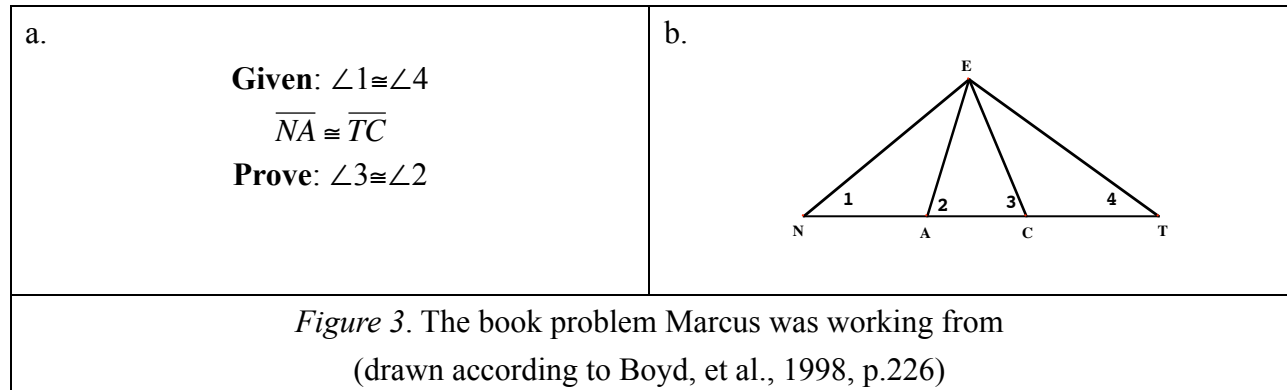 a.
Given: ∠1≅∠4
NA ≅ TC
Prove: ∠3≅∠2
b.
E
1 2 3 4
N A C T
Figure 3. The book problem Marcus was working from
(drawn according to Boyd, et al., 1998, p.226)